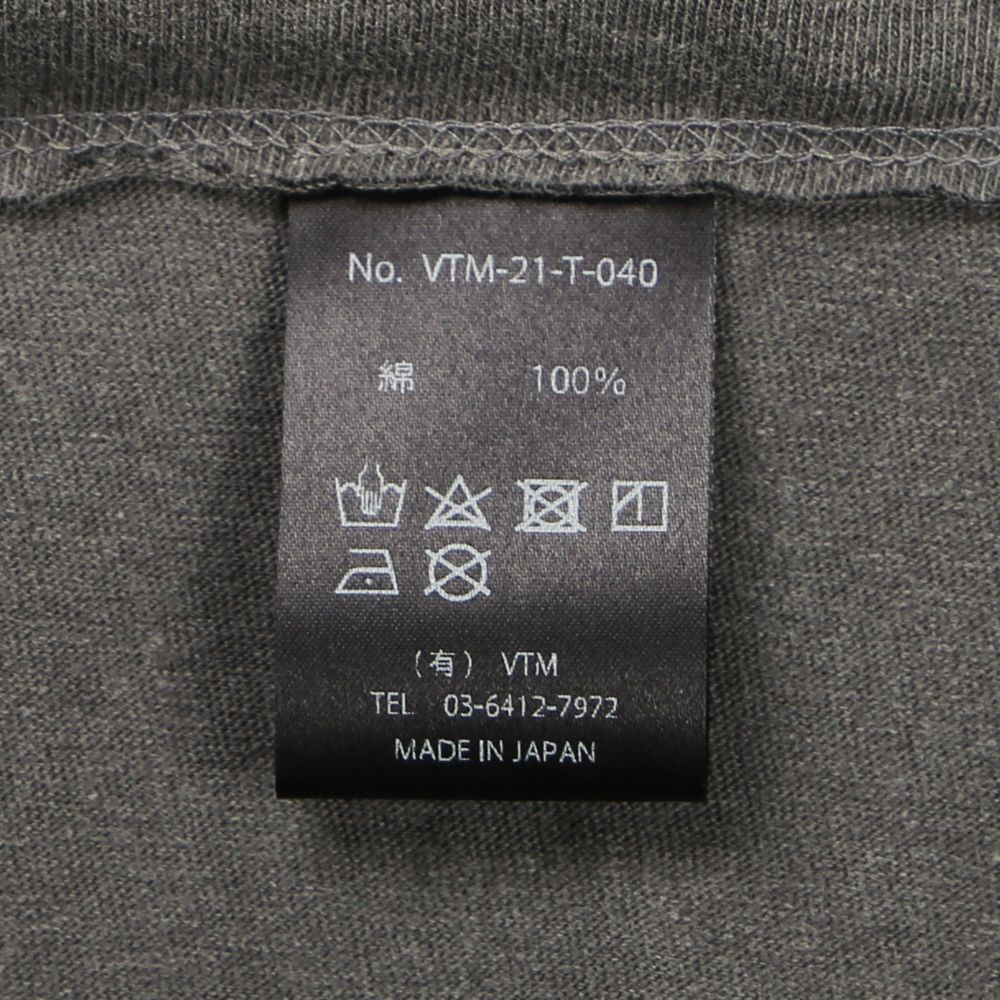 No. VTM-21-T-040
綿 100%
（有） VTM
TEL 03-6412-7972
MADE IN JAPAN